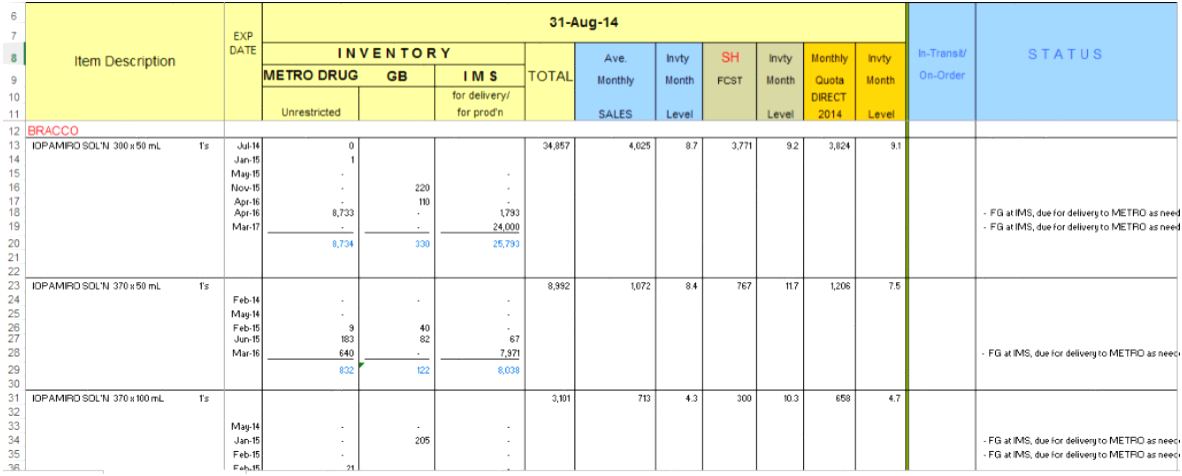 6 31-Aug-14
7 EXP
8 Item Description DATE INVENTORY Ave. Invty SH Invty Monthly Invty In-Transit/ STATUS
9 METRO DRUG GB IMS TOTAL Monthly Month FCST Month Quota Month On-Order
10 for delivery/ DIRECT
11 Unrestricted for prod'n SALES Level Level 2014 Level
12 BRACCO
13 IOPAMIRO SOL'N 300 x 50 mL 1's Jul-14 0 34,857 4,025 8.7 3,771 9.2 3,824 9.1
14 Jan-15 1
15 May-15 - -
16 Nov-15 - 220 -
17 Apr-16 - 110 -
18 Apr-16 8,733 - 1,793 - FG at IMS, due for delivery to METRO as need
19 Mar-17 - - 24,000 - FG at IMS, due for delivery to METRO as need
20 8,734 330 25,793
21
22
23 IOPAMIRO SOL'N 370 x 50 mL 1's 8,992 1,072 8.4 767 11.7 1,206 7.5
24 Feb-14 - -
25 May-14 - -
26 Feb-15 9 40
27 Jun-15 183 82 67
28 Mar-16 640 - 7,971 - FG at IMS, due for delivery to METRO as need
29 832 122 8,038
30
31 IOPAMIRO SOL'N 370 x 100 mL 1's 3,101 713 4.3 300 10.3 658 4.7
32
33 May-14 - - -
34 Jan-15 - 205 - - FG at IMS, due for delivery to METRO as need
35 Feb-15 - - - FG at IMS, due for delivery to METRO as need
36 Feb-15 21 -